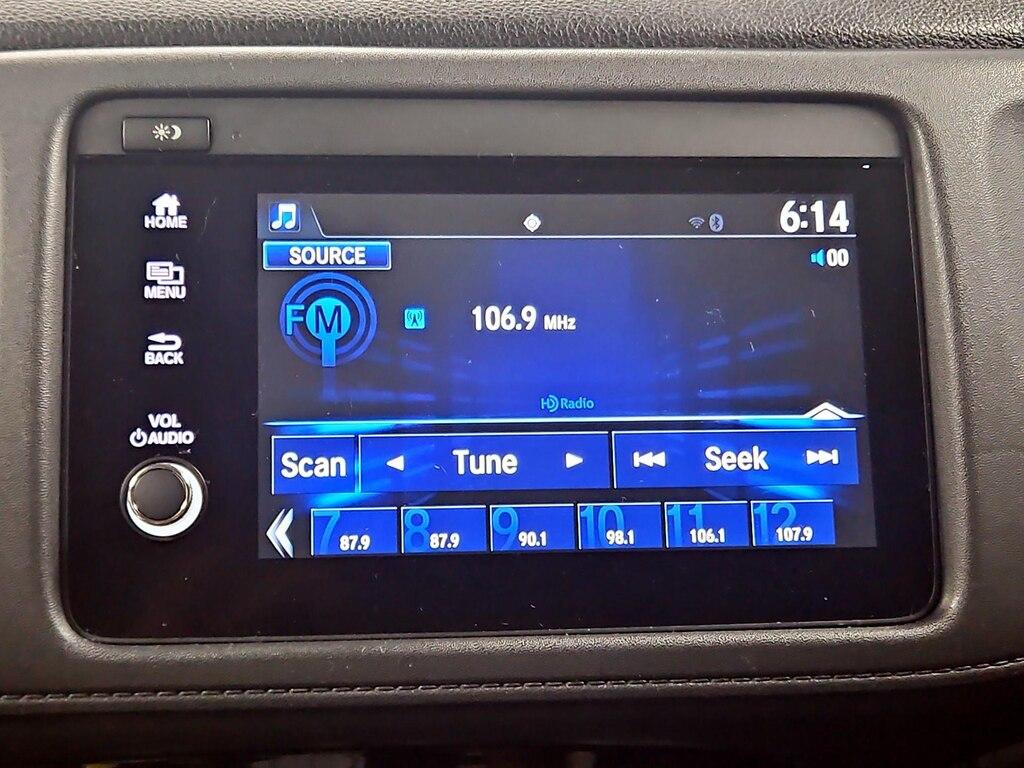 HOME
MENU
BACK
VOL
AUDIO
6:14
SOURCE
00
FM
106.9 MHz
HD Radio
Scan
Tune
Seek
7 87.9
8 87.9
9 90.1
10 98.1
11 106.1
12 107.9